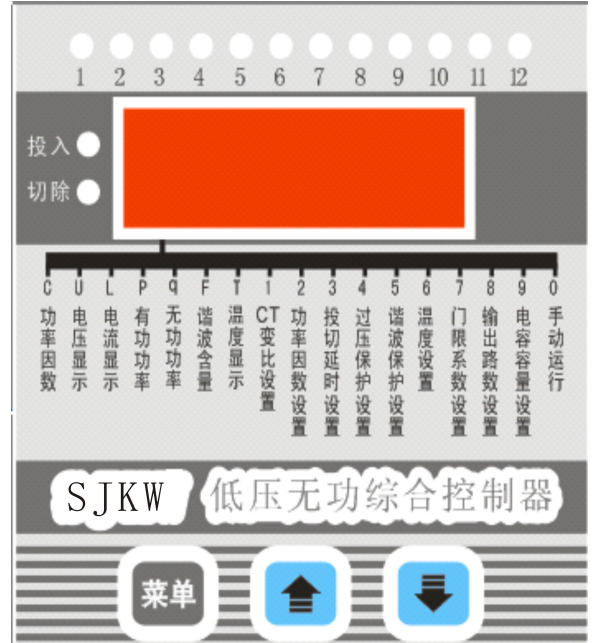 1 2 3 4 5 6 7 8 9 10 11 12
投入
切除
C U L P q F T 1 2 3 4 5 6 7 8 9 0
功率因数
电压显示
电流显示
有功功率
无功功率
谐波含量
温度显示
CT变比设置
功率因数设置
投切延时设置
过压保护设置
谐波保护设置
温度设置
门限系数设置
输出路数设置
电容容量设置
手动运行
SJKW 低压无功综合控制器
菜单